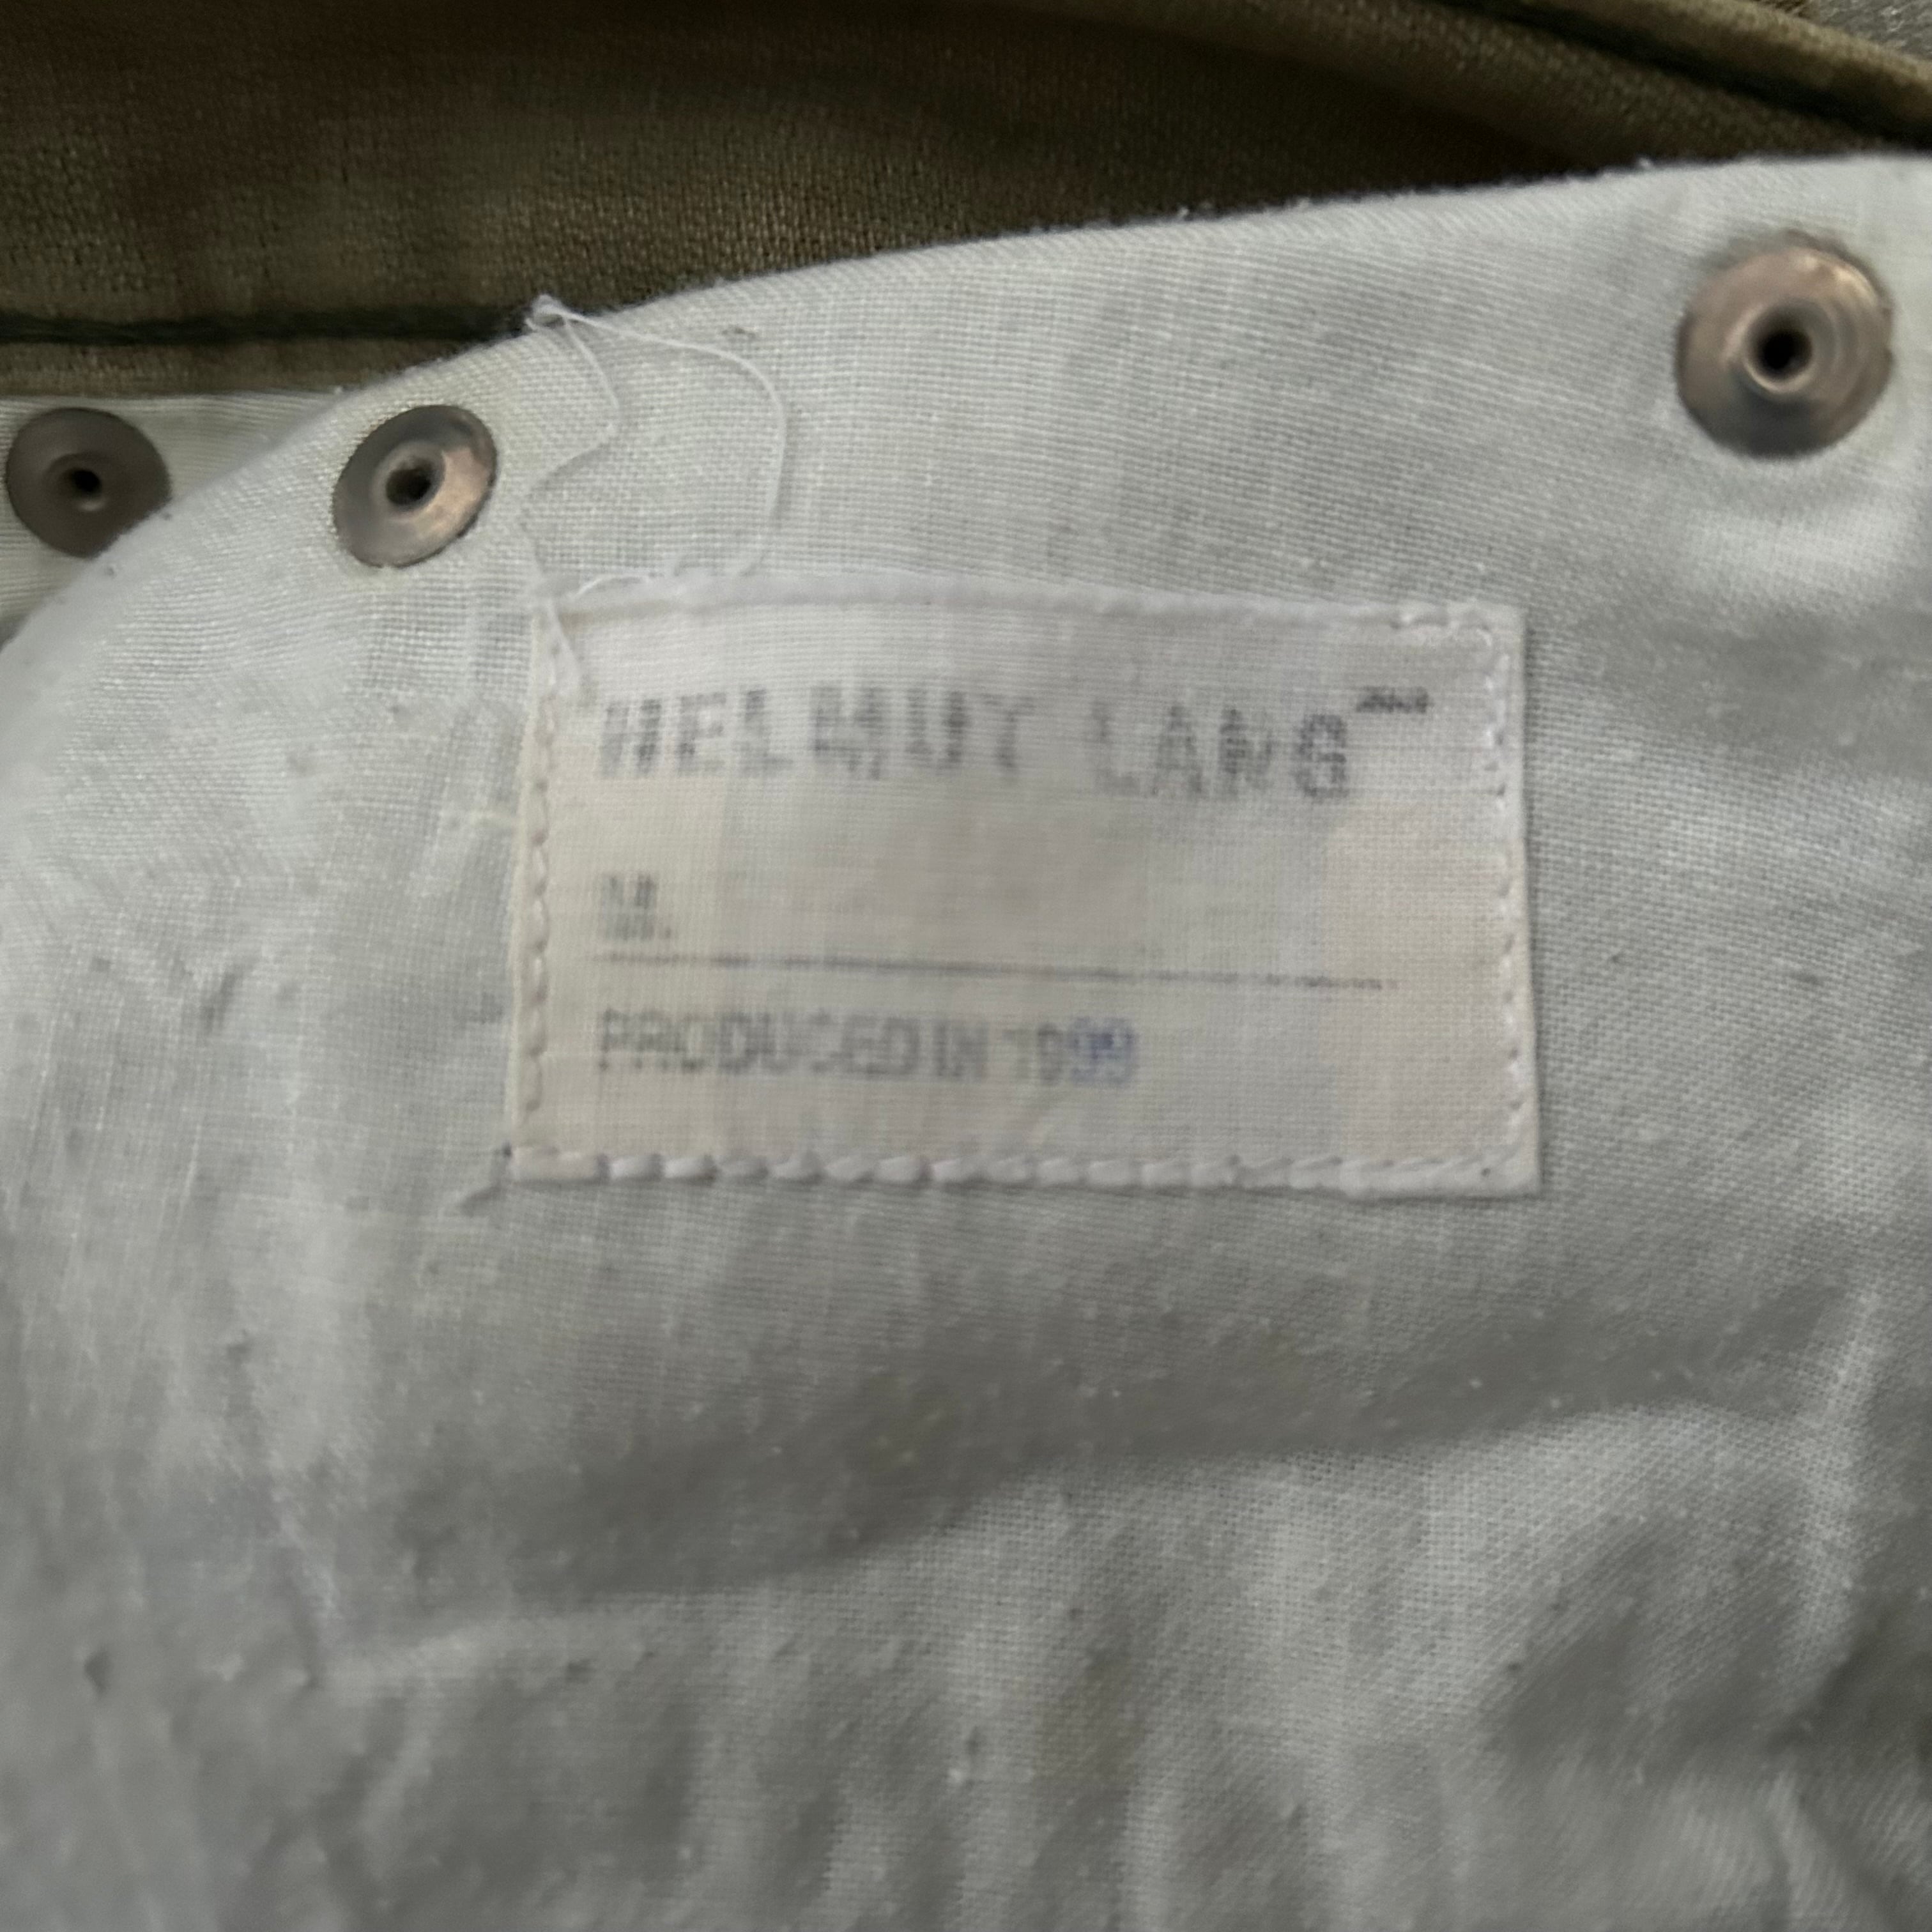 HELMUT LANG
PRODUCED IN 1999